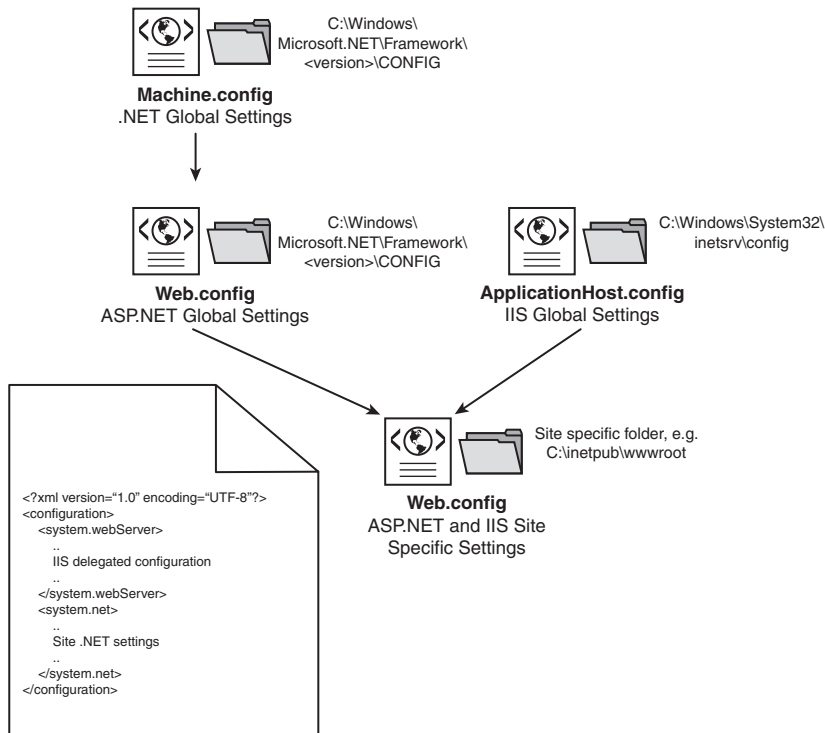 C:\Windows\
Microsoft.NET\Framework\
<version>\CONFIG
Machine.config
.NET Global Settings
C:\Windows\
Microsoft.NET\Framework\
<version>\CONFIG
Web.config
ASP.NET Global Settings
C:\Windows\System32\
inetsrv\config
ApplicationHost.config
IIS Global Settings
Site specific folder, e.g.
C:\inetpub\wwwroot
Web.config
ASP.NET and IIS Site
Specific Settings
<?xml version=“1.0” encoding=“UTF-8”?>
<configuration>
<system.webServer>
..
IIS delegated configuration
..
</system.webServer>
<system.net>
..
Site .NET settings
..
</system.net>
</configuration>